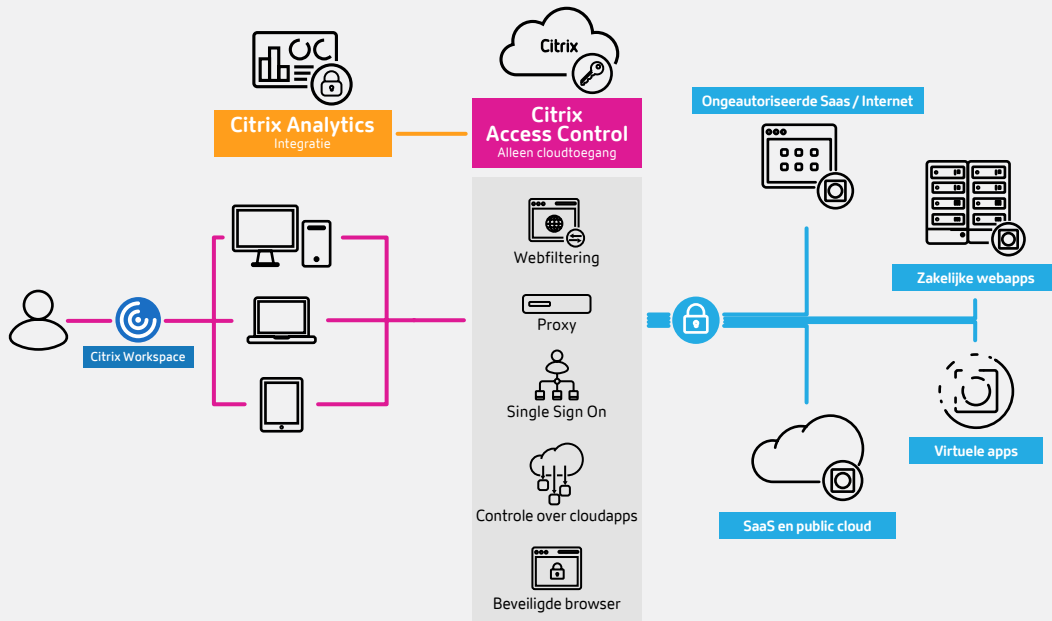 Citrix
Citrix Analytics
Integratie
Citrix
Access Control
Alleen cloudtoegang
Ongeautoriseerde Saas / Internet
Webfiltering
Zakelijke webapps
Proxy
Citrix Workspace
Single Sign On
Virtuele apps
Controle over cloudapps
SaaS en public cloud
Beveiligde browser